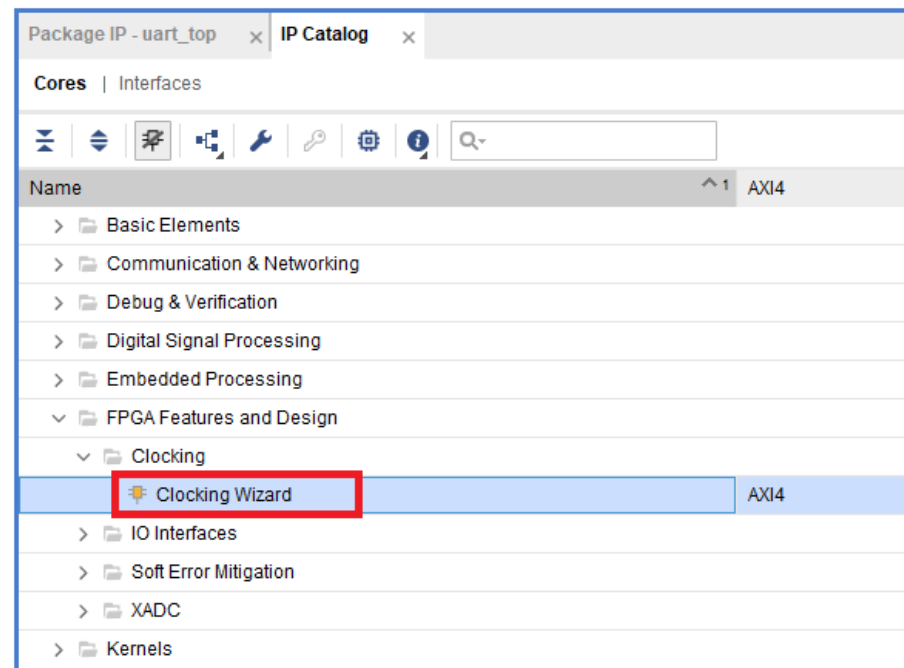 Package IP - uart_top × IP Catalog ×
Cores | Interfaces
Name 1 AXI4
Basic Elements
Communication & Networking
Debug & Verification
Digital Signal Processing
Embedded Processing
FPGA Features and Design
Clocking
Clocking Wizard AXI4
IO Interfaces
Soft Error Mitigation
XADC
Kernels